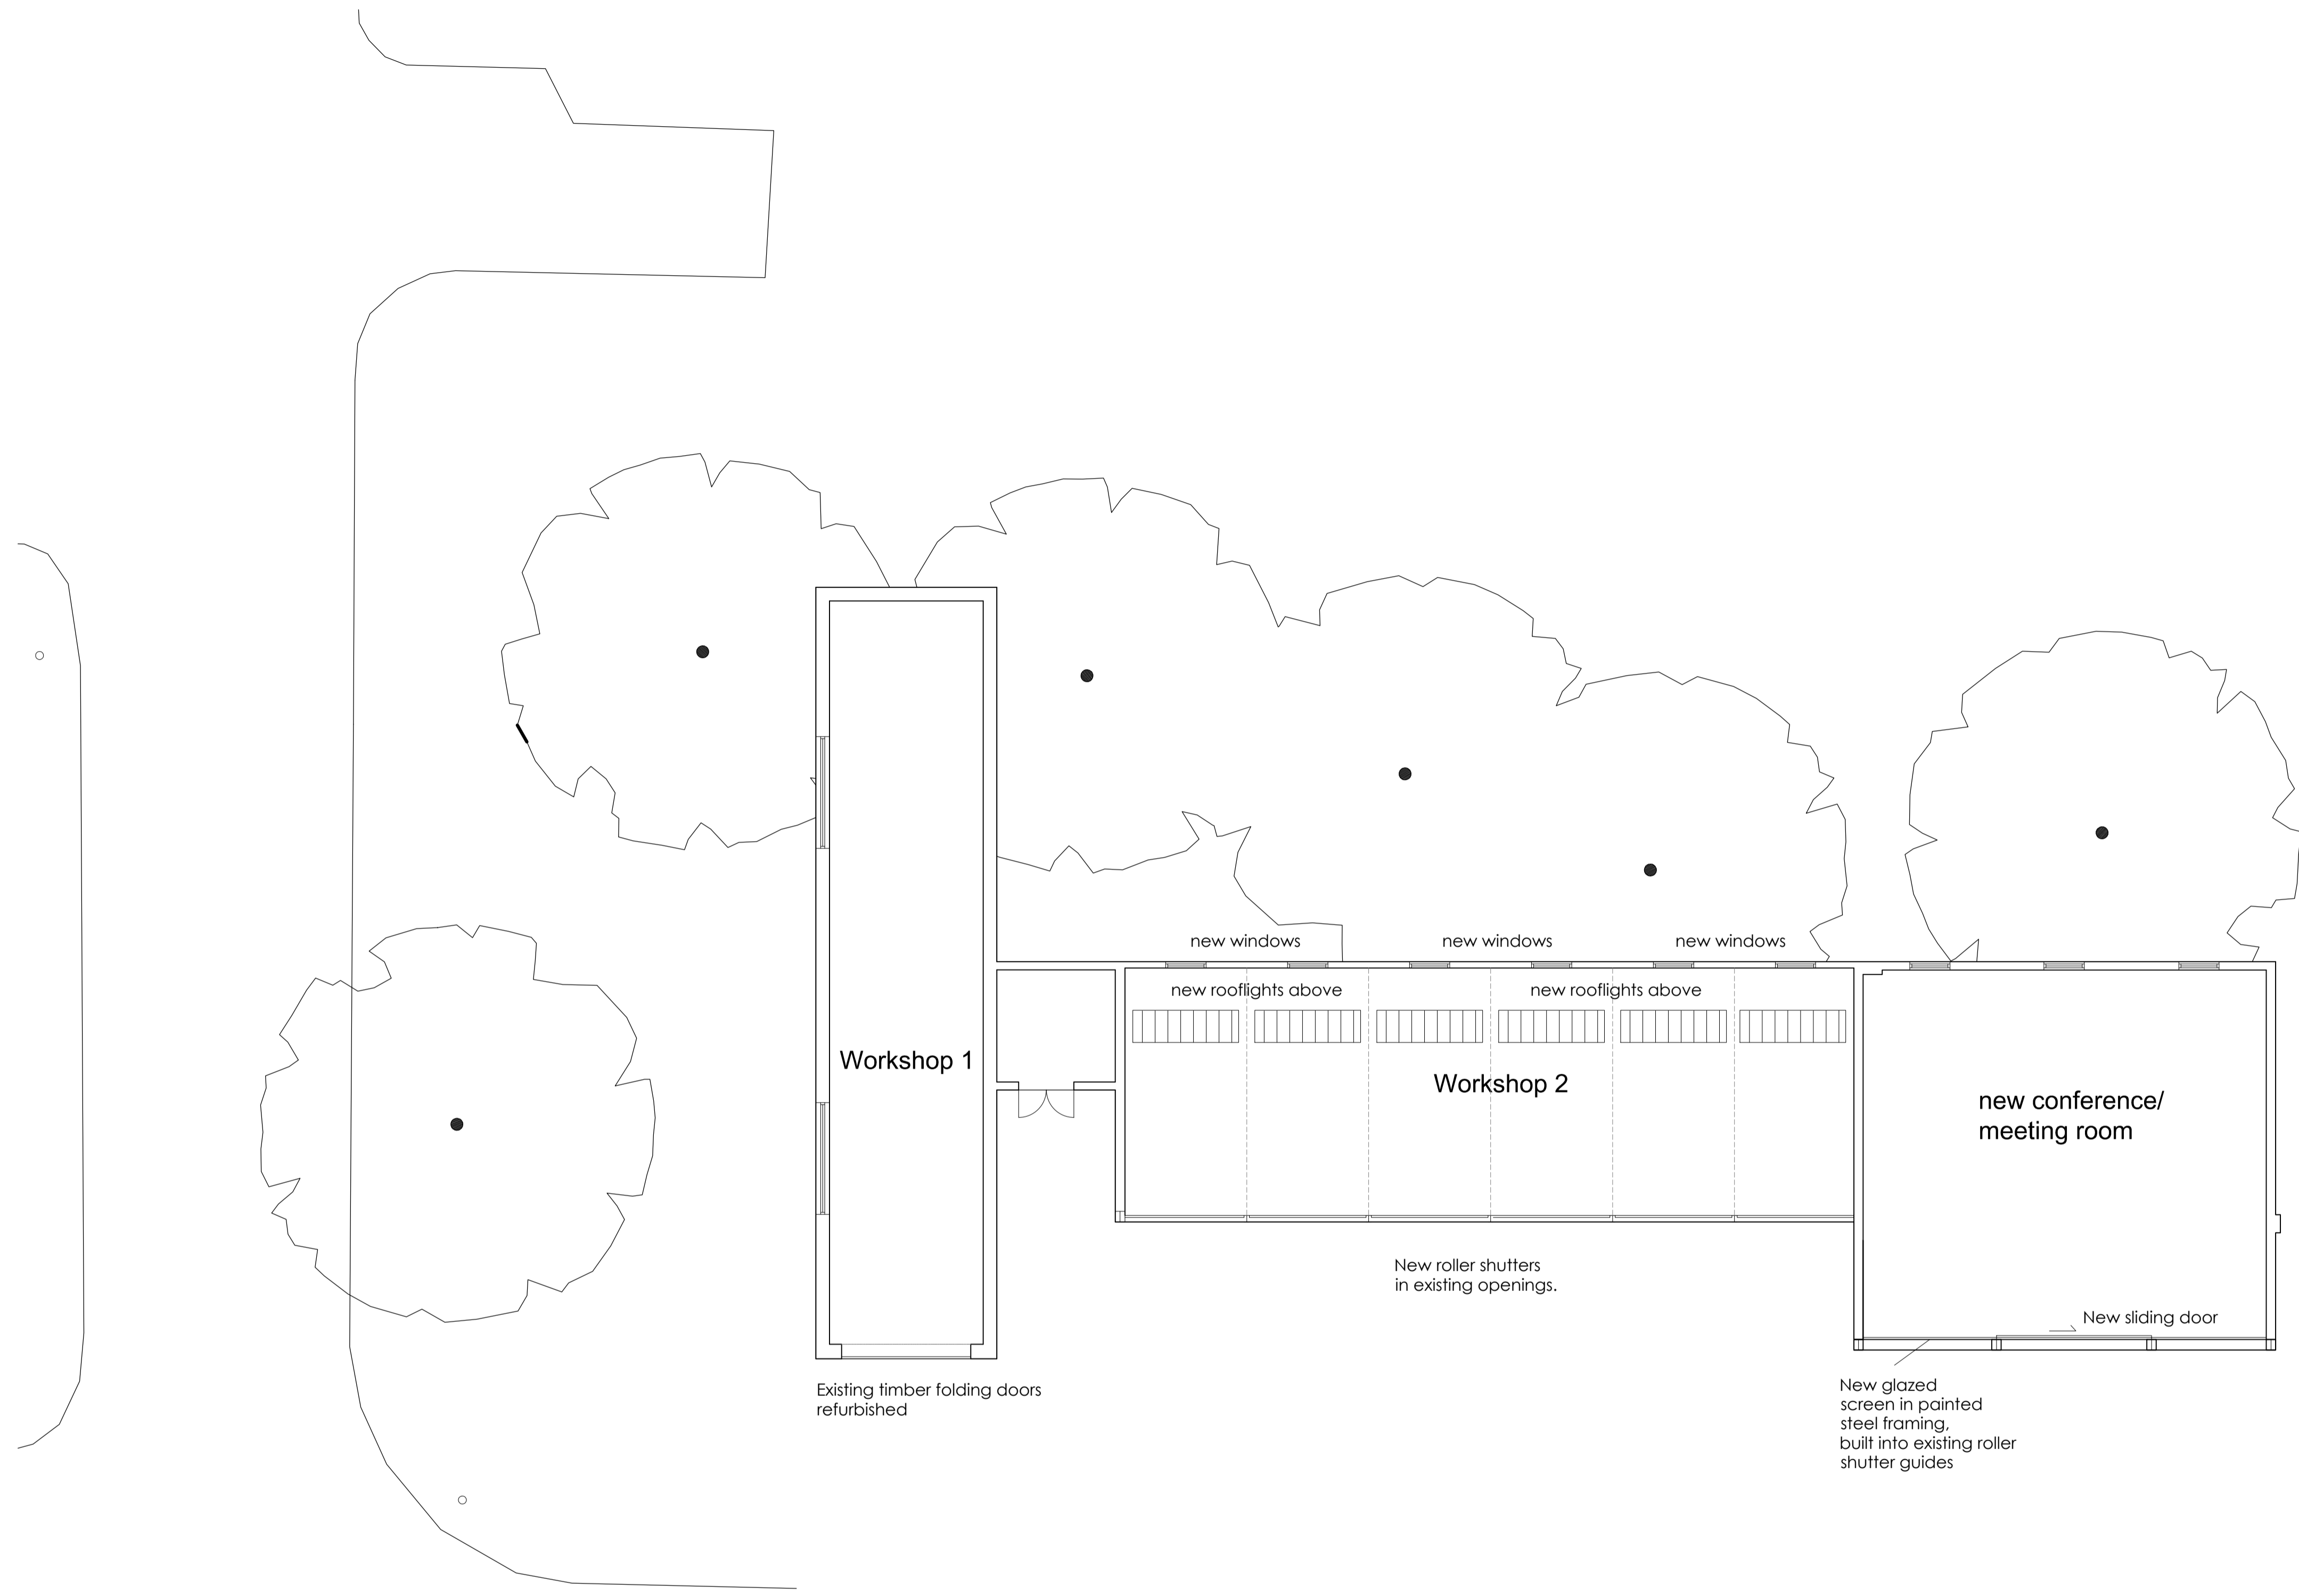 new windows
new windows
new windows
new rooflights above
new rooflights above
Workshop 1
Workshop 2
new conference/
meeting room
New roller shutters
in existing openings.
New sliding door
Existing timber folding doors
refurbished
New glazed
screen in painted
steel framing,
built into existing roller
shutter guides